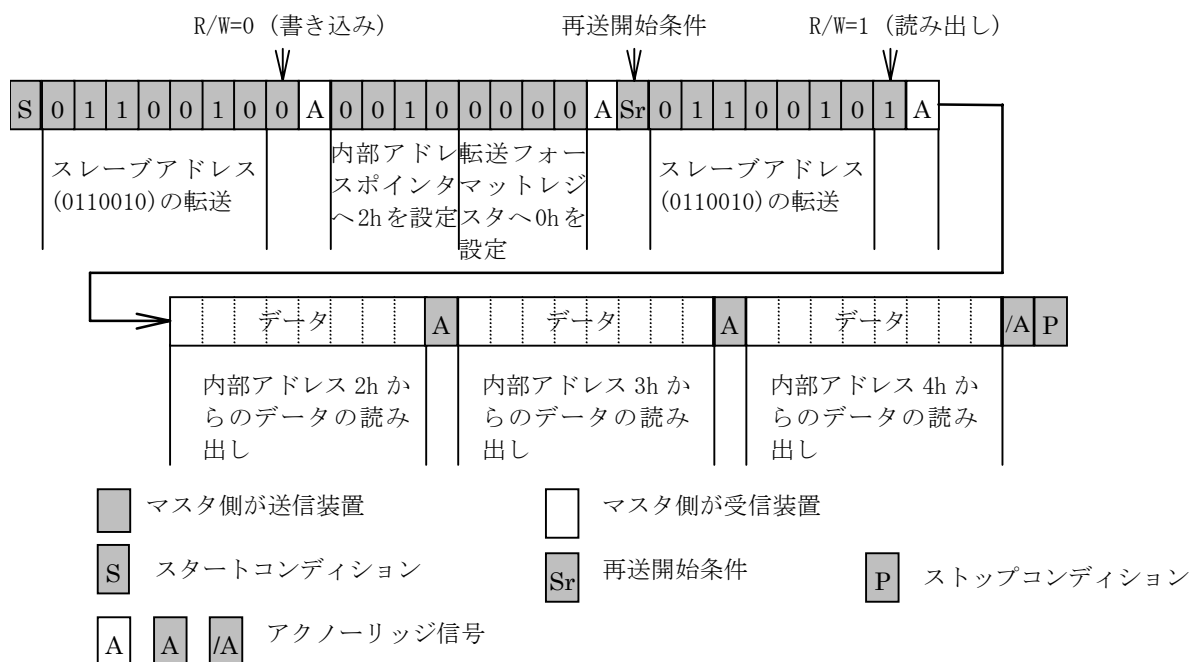 R/W=0 (書き込み) 再送開始条件 R/W=1 (読み出し)
S 0 1 1 0 0 1 0 0 A 0 0 1 0 0 0 0 0 A Sr 0 1 1 0 0 1 0 1 A
スレーブアドレス
(0110010)の転送
内部アドレ
スポインタ
へ2hを設定
転送フォー
マットレジ
スタへ0hを
設定
スレーブアドレス
(0110010)の転送
データ A データ A データ /A P
内部アドレス 2h か
らのデータの読み
出し
内部アドレス 3h か
らのデータの読み
出し
内部アドレス 4h か
らのデータの読み
出し
マスタ側が送信装置 マスタ側が受信装置
S スタートコンディション Sr 再送開始条件 P ストップコンディション
A A /A アクノーリッジ信号